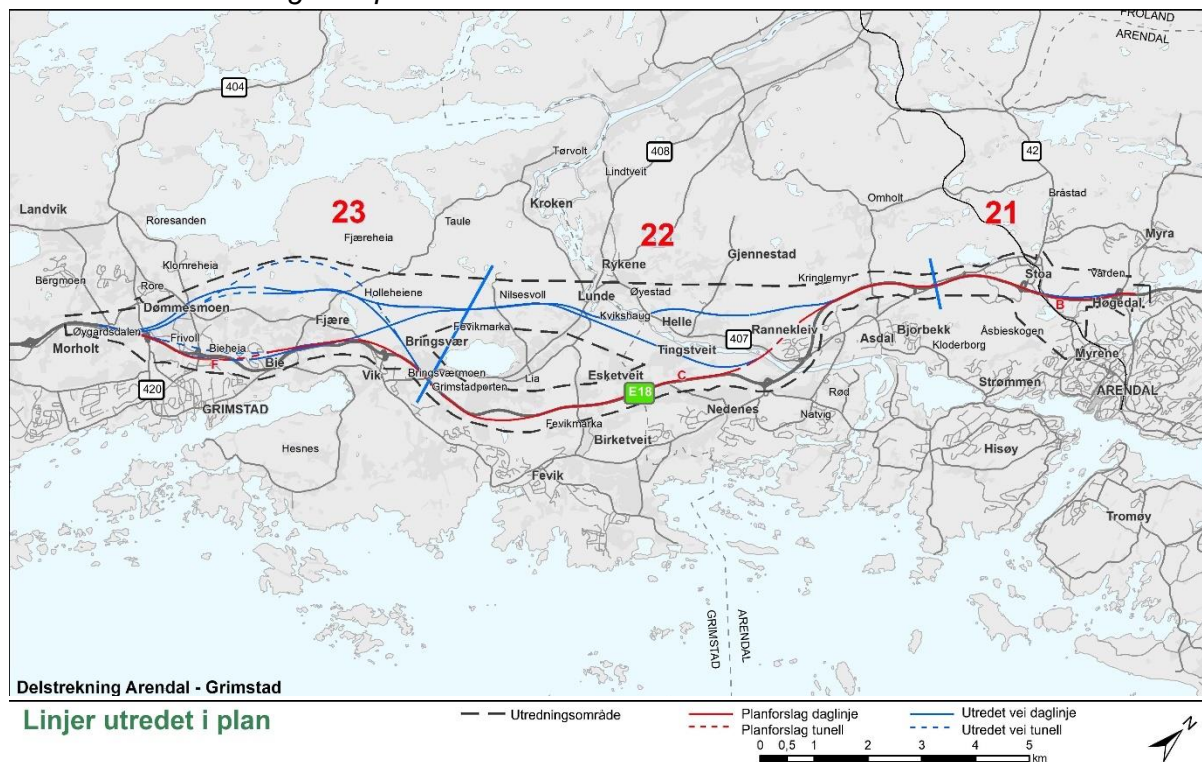 FROLAND
ARENDAL
404
408
42
Tørvolt
Lindtveit
Bråstad
Omholt
Landvik
Roresanden
23
Taule
Kroken
22
21
Myra
Fjæreheia
Bergmoen
Klomreheia
Rykene
Gjennestad
Kringlemyr
Stoa
Varden
Rore
Holleheiene
Nilsesvoll
Lunde
Øyestad
B
Høgedal
Dømmesmoen
Kvikshaug
Øygardsdalen
Frivoll
Fjære
Fevikmarka
Helle
407
Rannekleiv
Asdal
Bjorbekk
Åsbieskogen
Morholt
Bieheia
Bringsvær
Tingstveit
Kloderborg
Myrene
F
Bie
Vik
Bringsværmoen
Lia
Esketveit
C
420
Grimstadporten
E18
Strømmen
ARENDAL
GRIMSTAD
Nedenes
Rød
Fevikmarka
Natvig
Hesnes
Birketveit
Hisøy
Fevik
Tromøy
GRIMSTAD
ARENDAL
Delstrekning Arendal - Grimstad
Linjer utredet i plan
Utredningsområde
Planforslag daglinje
Planforslag tunell
Utredet vei daglinje
Utredet vei tunell
0 0,5 1 2 3 4 5
km
N